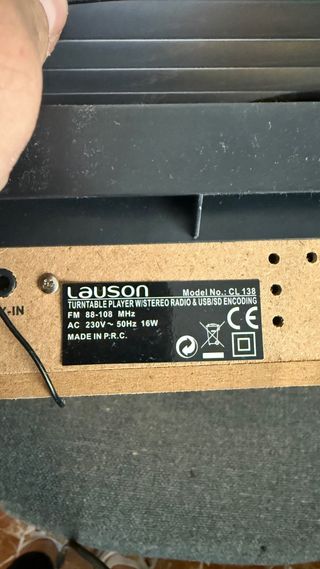 Lauson Model No.: CL 138
TURNTABLE PLAYER W/STEREO RADIO & USB/SD ENCODING
FM 88-108 MHz
AC 230V ~ 50Hz 16W
MADE IN P.R.C.
CE
X-IN